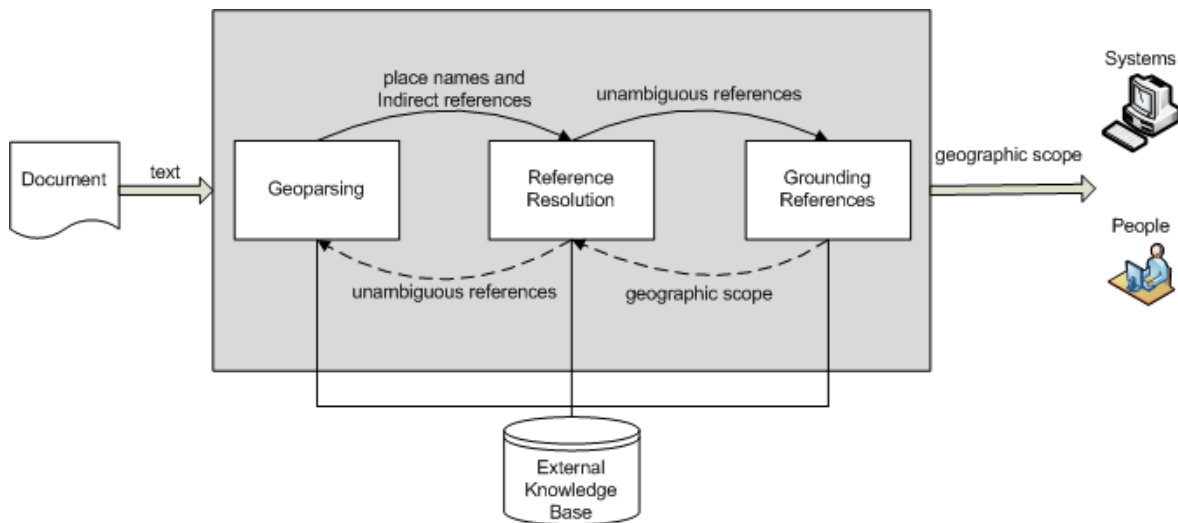 Document
text
Geoparsing
place names and
Indirect references
Reference
Resolution
unambiguous references
Grounding
References
unambiguous references
geographic scope
External
Knowledge
Base
geographic scope
Systems
People